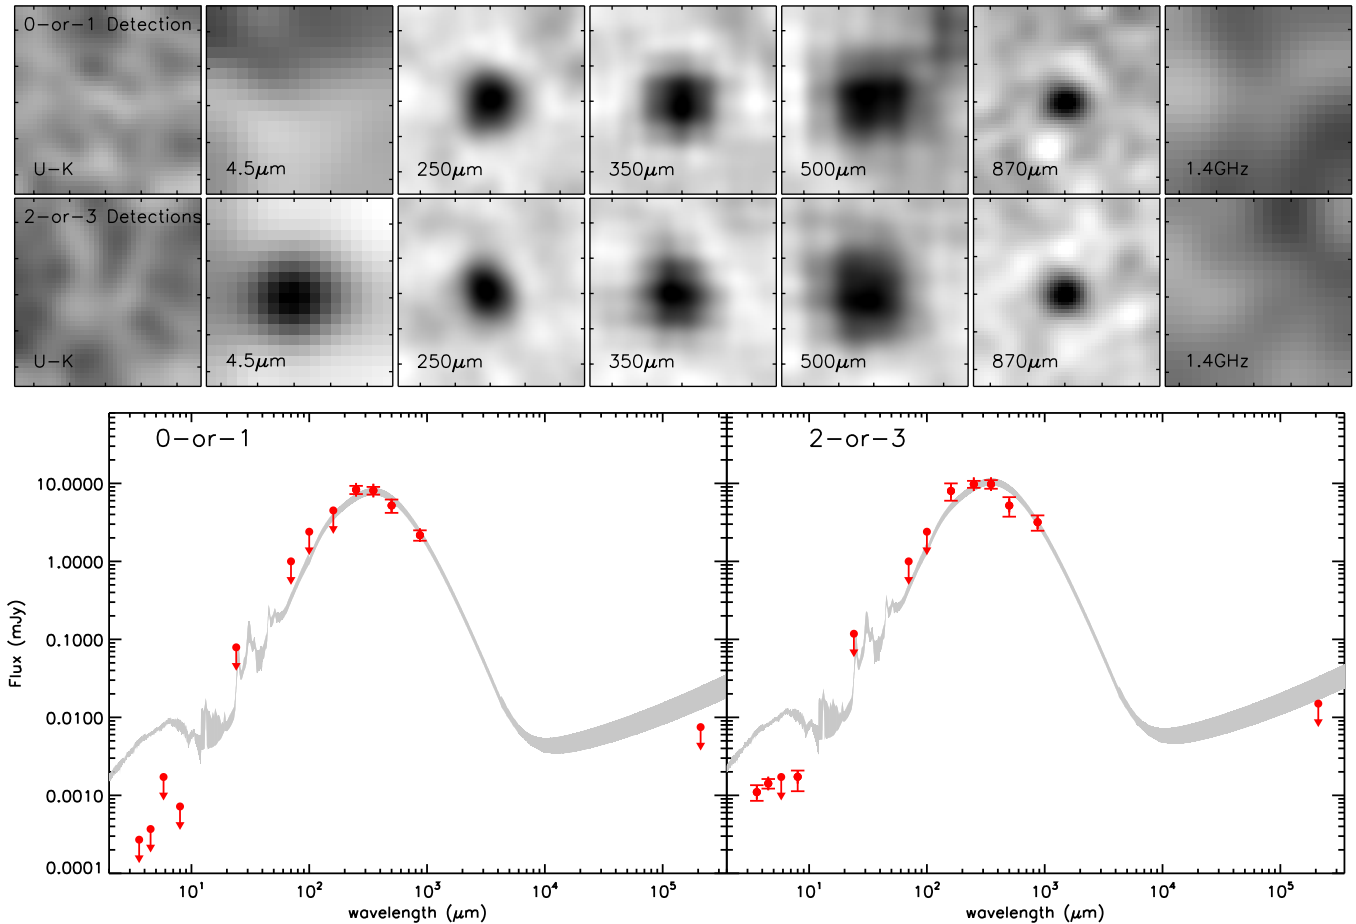 0-or-1 Detection
U-K
4.5μm
250μm
350μm
500μm
870μm
1.4GHz
2-or-3 Detections
U-K
4.5μm
250μm
350μm
500μm
870μm
1.4GHz
0-or-1
2-or-3
Flux (mJy)
10.0000
1.0000
0.1000
0.0100
0.0010
0.0001
10¹ 10² 10³ 10⁴ 10⁵
10¹ 10² 10³ 10⁴ 10⁵
wavelength (μm)
wavelength (μm)